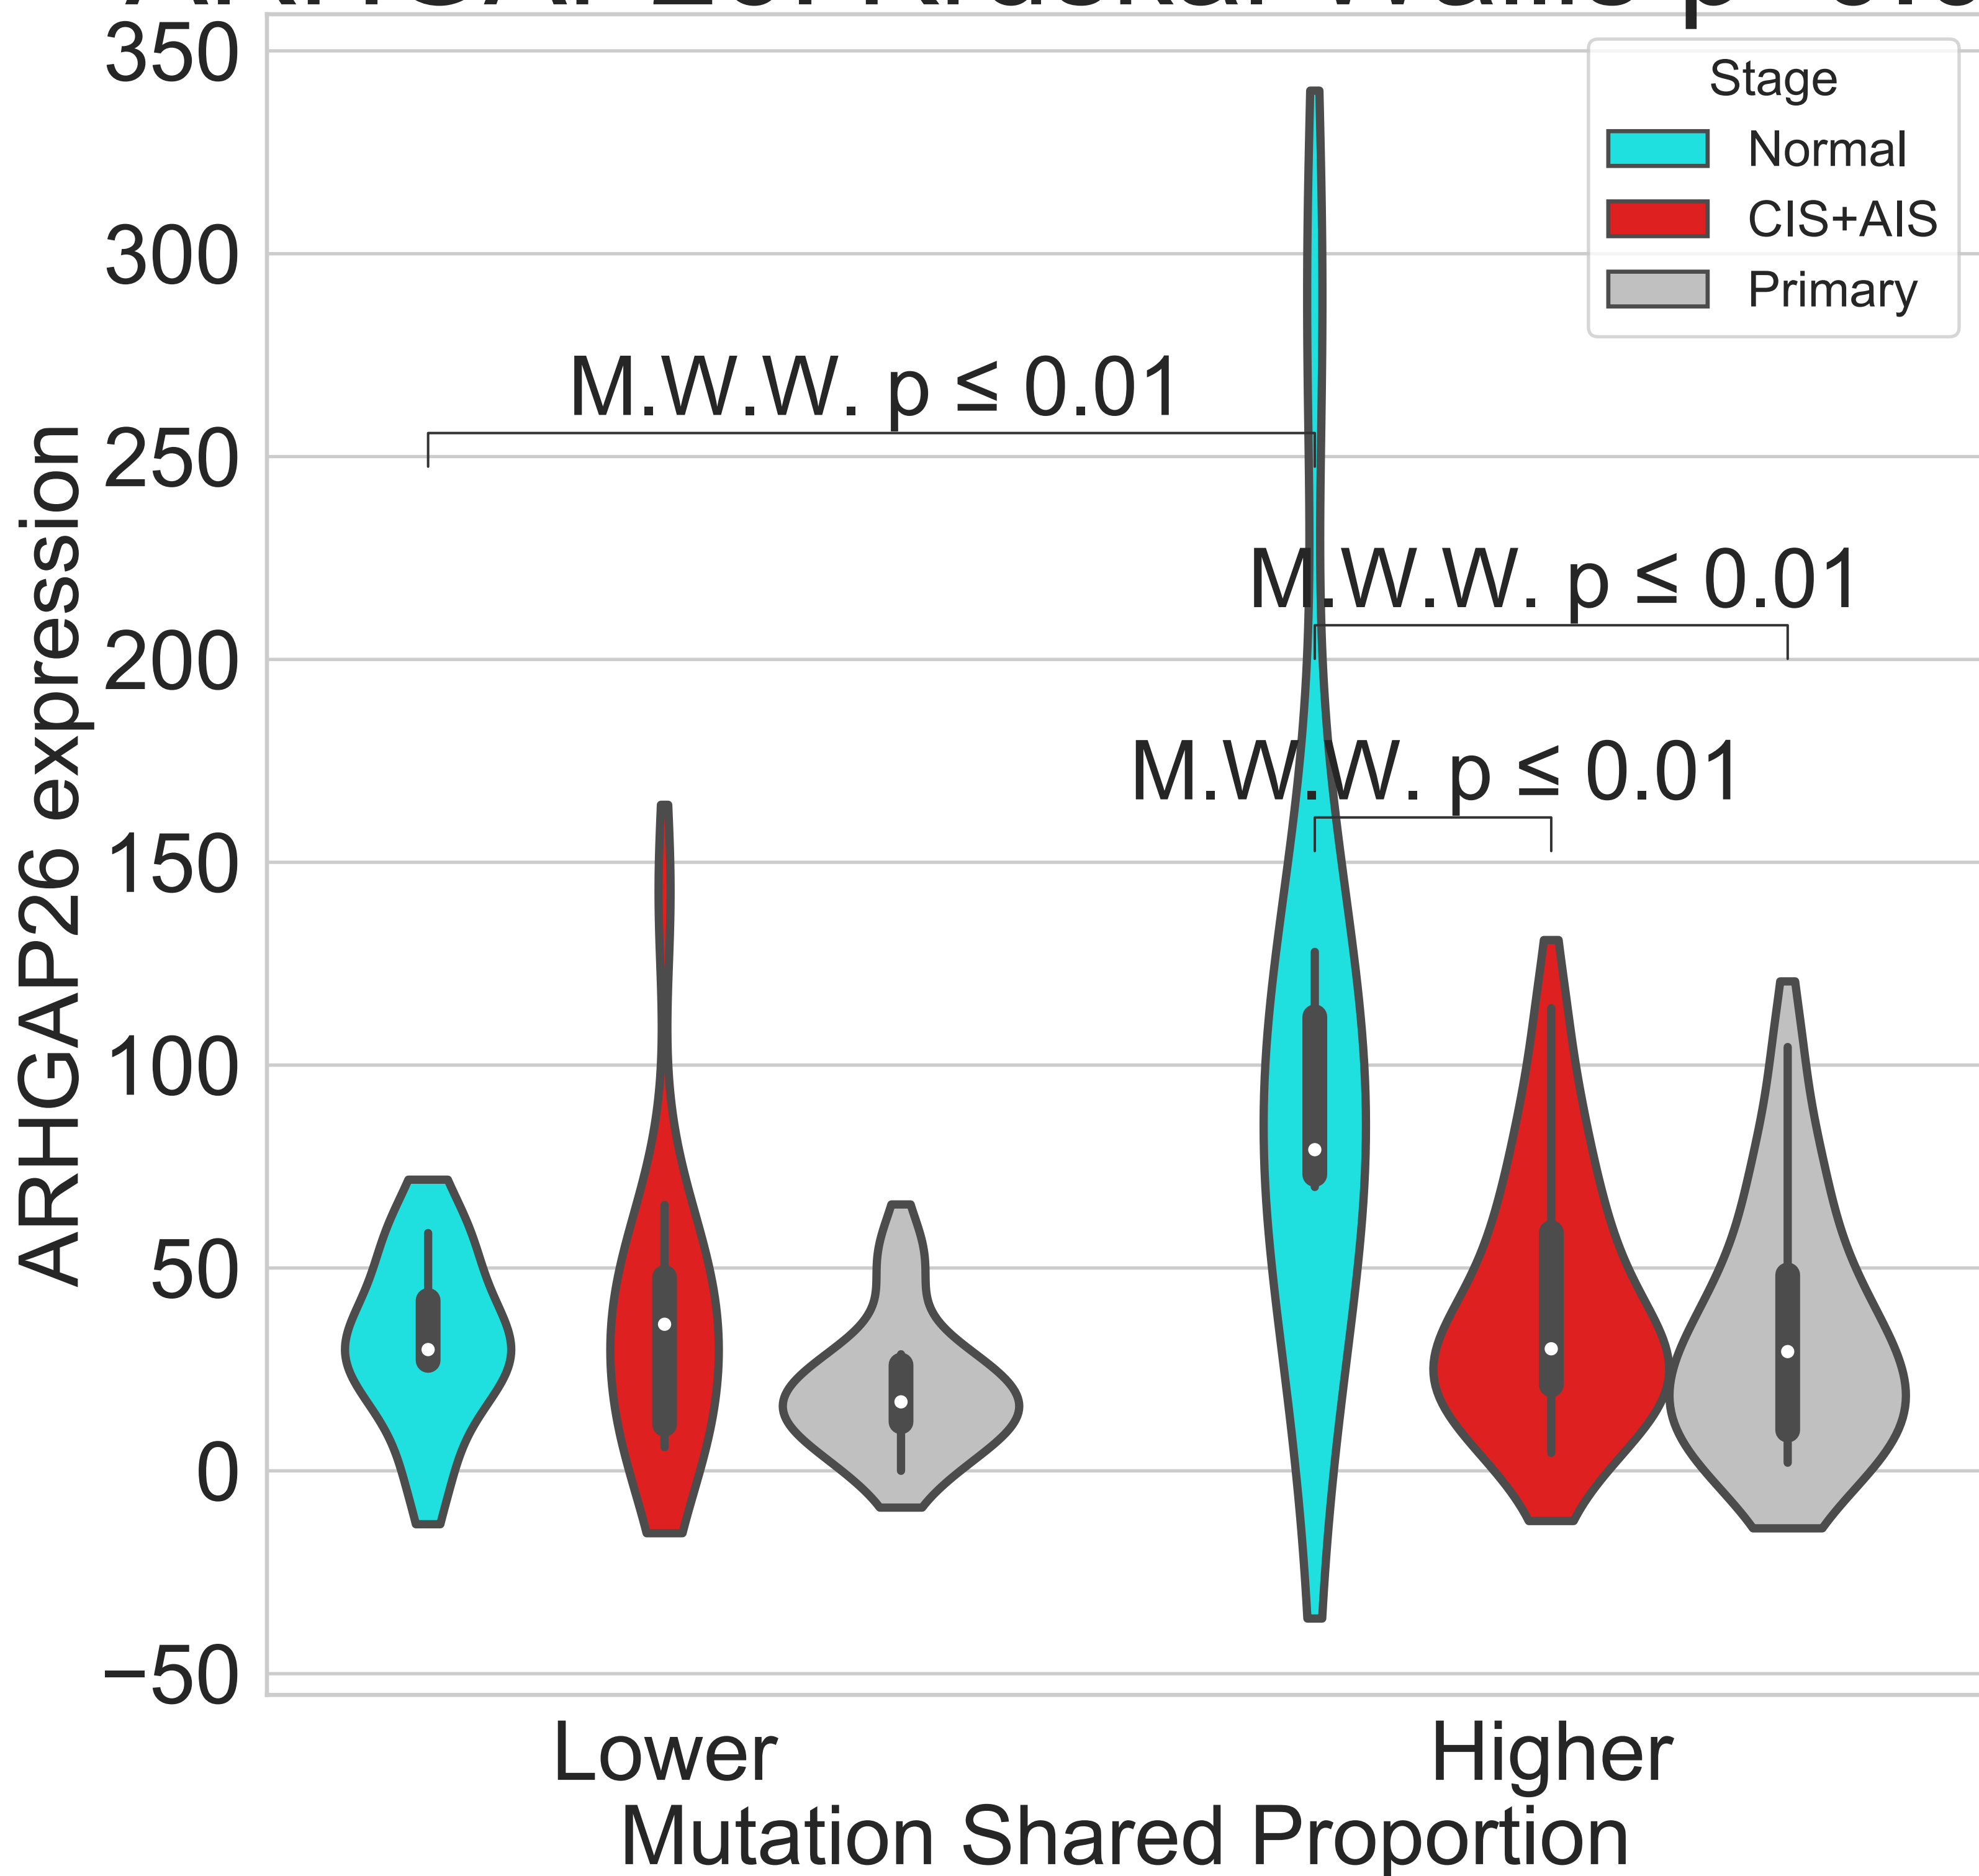 350
300
250
200
150
100
50
0
−50
ARHGAP26 expression
Stage
Normal
CIS+AIS
Primary
M.W.W. p ≤ 0.01
M.W.W. p ≤ 0.01
M.W.W. p ≤ 0.01
Lower
Higher
Mutation Shared Proportion